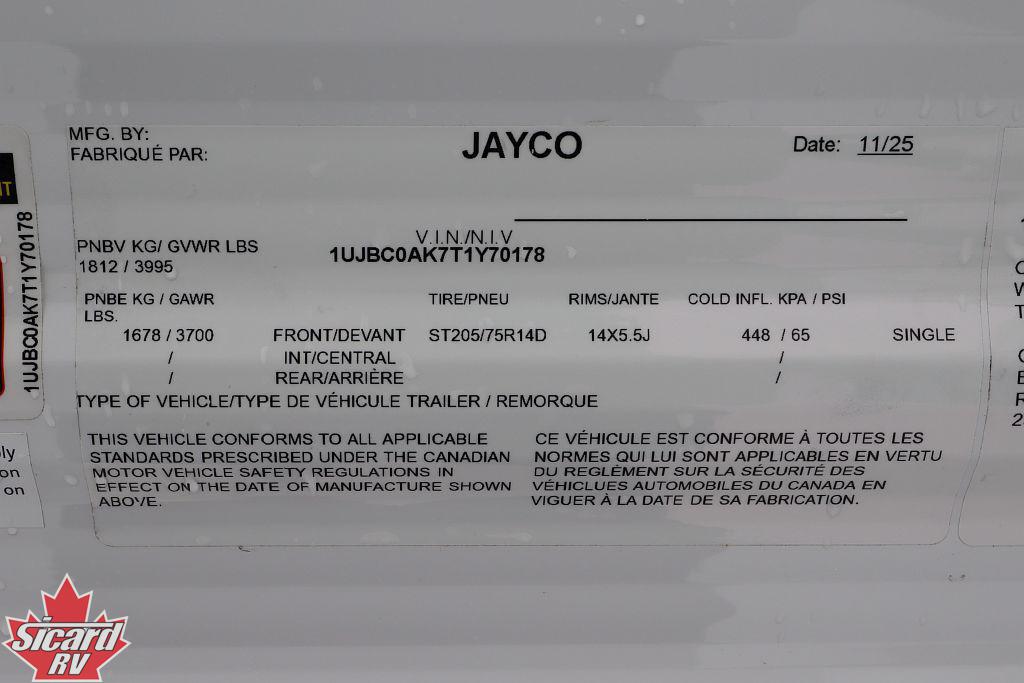 MFG. BY:
FABRIQUÉ PAR:
JAYCO
Date: 11/25
V.I.N./N.I.V
1UJBC0AK7T1Y70178
PNBV KG/ GVWR LBS
1812 / 3995
PNBE KG / GAWR LBS. TIRE/PNEU RIMS/JANTE COLD INFL. KPA / PSI
1678 / 3700 FRONT/DEVANT ST205/75R14D 14X5.5J 448 / 65 SINGLE
/ INT/CENTRAL /
/ REAR/ARRIÈRE /
TYPE OF VEHICLE/TYPE DE VÉHICULE TRAILER / REMORQUE
THIS VEHICLE CONFORMS TO ALL APPLICABLE
STANDARDS PRESCRIBED UNDER THE CANADIAN
MOTOR VEHICLE SAFETY REGULATIONS IN
EFFECT ON THE DATE OF MANUFACTURE SHOWN
ABOVE.
CE VÉHICULE EST CONFORME À TOUTES LES
NORMES QUI LUI SONT APPLICABLES EN VERTU
DU REGLÈMENT SUR LA SÉCURITÉ DES
VÉHICLUES AUTOMOBILES DU CANADA EN
VIGUER À LA DATE DE SA FABRICATION.
1UJBC0AK7T1Y70178
on
on
Sicard
RV